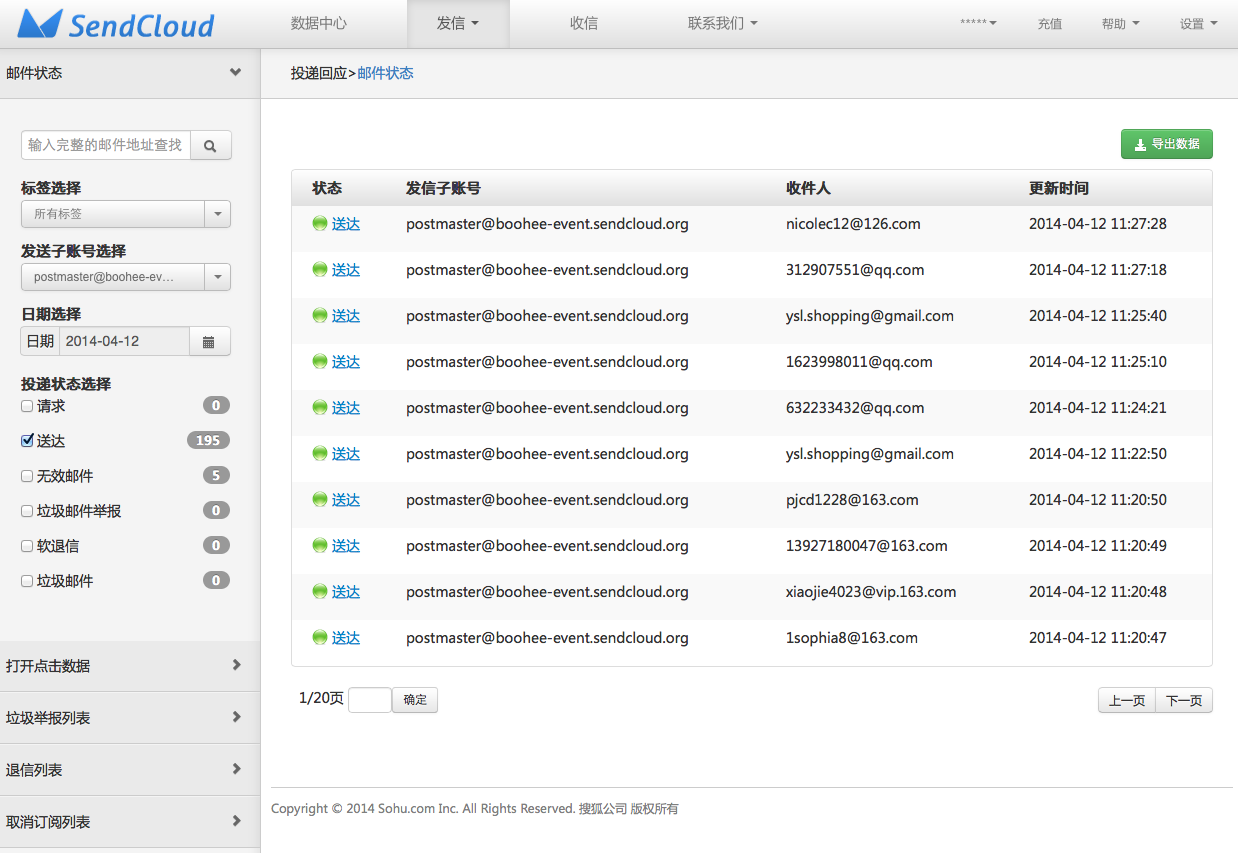 SendCloud 数据中心 发信 收信 联系我们 ***** 充值 帮助 设置
邮件状态
投递回应>邮件状态
输入完整的邮件地址查找
标签选择
所有标签
发送子账号选择
postmaster@boohee-ev...
日期选择
日期 2014-04-12
投递状态选择
请求 0
送达 195
无效邮件 5
垃圾邮件举报 0
软退信 0
垃圾邮件 0
打开点击数据
垃圾举报列表
退信列表
取消订阅列表
导出数据
状态 发信子账号 收件人 更新时间
送达 postmaster@boohee-event.sendcloud.org nicolec12@126.com 2014-04-12 11:27:28
送达 postmaster@boohee-event.sendcloud.org 312907551@qq.com 2014-04-12 11:27:18
送达 postmaster@boohee-event.sendcloud.org ysl.shopping@gmail.com 2014-04-12 11:25:40
送达 postmaster@boohee-event.sendcloud.org 1623998011@qq.com 2014-04-12 11:25:10
送达 postmaster@boohee-event.sendcloud.org 632233432@qq.com 2014-04-12 11:24:21
送达 postmaster@boohee-event.sendcloud.org ysl.shopping@gmail.com 2014-04-12 11:22:50
送达 postmaster@boohee-event.sendcloud.org pjcd1228@163.com 2014-04-12 11:20:50
送达 postmaster@boohee-event.sendcloud.org 13927180047@163.com 2014-04-12 11:20:49
送达 postmaster@boohee-event.sendcloud.org xiaojie4023@vip.163.com 2014-04-12 11:20:48
送达 postmaster@boohee-event.sendcloud.org 1sophia8@163.com 2014-04-12 11:20:47
1/20页 确定 上一页 下一页
Copyright © 2014 Sohu.com Inc. All Rights Reserved. 搜狐公司 版权所有